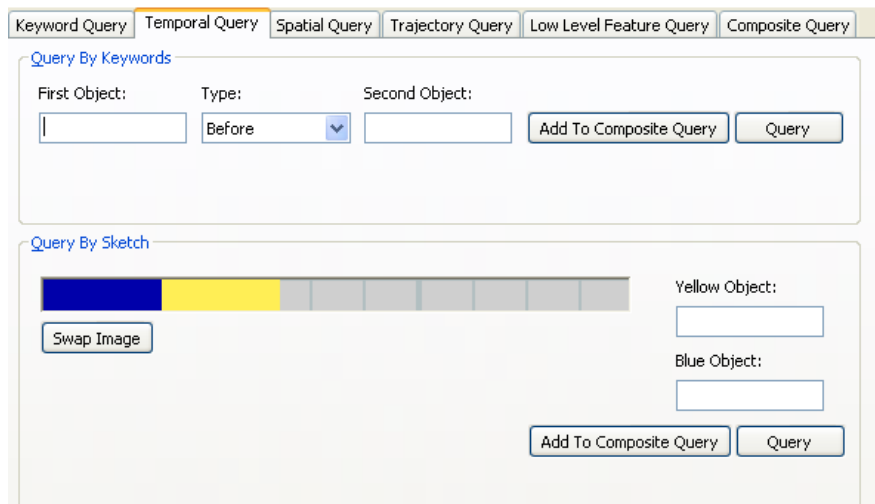 Keyword Query Temporal Query Spatial Query Trajectory Query Low Level Feature Query Composite Query
Query By Keywords
First Object: Type: Second Object:
Before Add To Composite Query Query
Query By Sketch
Yellow Object:
Swap Image
Blue Object:
Add To Composite Query Query